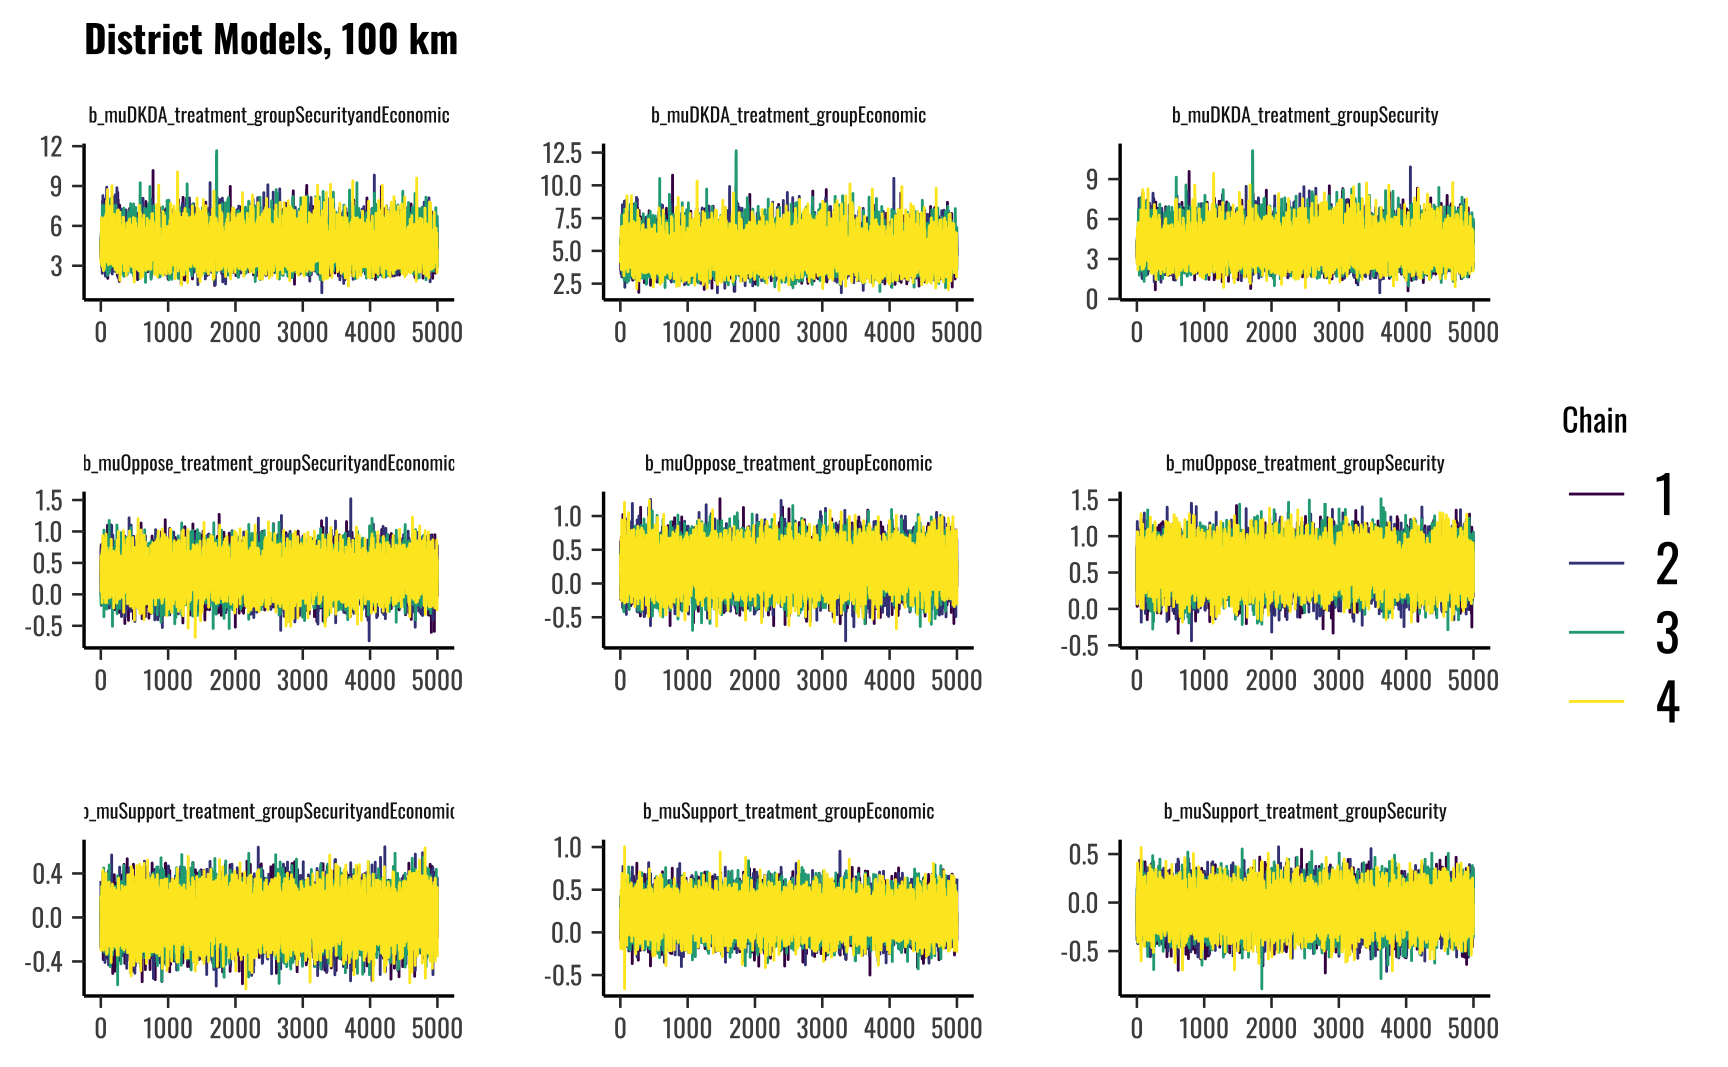 District Models, 100 km
b_muDKDA_treatment_groupSecurityandEconomic
b_muDKDA_treatment_groupEconomic
b_muDKDA_treatment_groupSecurity
12
9
6
3
12.5
10.0
7.5
5.0
2.5
9
6
3
0
0 1000 2000 3000 4000 5000
0 1000 2000 3000 4000 5000
0 1000 2000 3000 4000 5000
b_muOppose_treatment_groupSecurityandEconomic
b_muOppose_treatment_groupEconomic
b_muOppose_treatment_groupSecurity
1.5
1.0
0.5
0.0
-0.5
1.0
0.5
0.0
-0.5
1.5
1.0
0.5
0.0
-0.5
0 1000 2000 3000 4000 5000
0 1000 2000 3000 4000 5000
0 1000 2000 3000 4000 5000
b_muSupport_treatment_groupSecurityandEconomic
b_muSupport_treatment_groupEconomic
b_muSupport_treatment_groupSecurity
0.4
0.0
-0.4
1.0
0.5
0.0
-0.5
0.5
0.0
-0.5
0 1000 2000 3000 4000 5000
0 1000 2000 3000 4000 5000
0 1000 2000 3000 4000 5000
Chain
1
2
3
4